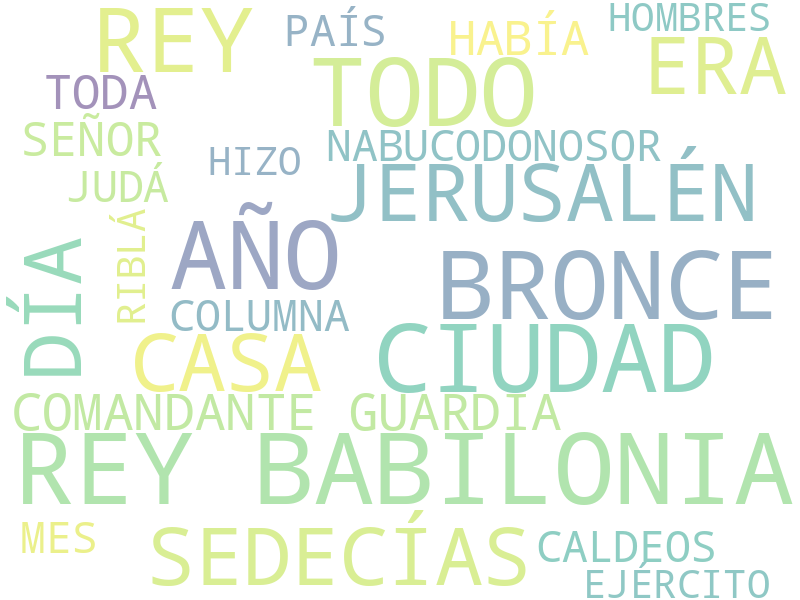 REY PAÍS HABÍA HOMBRES
TODA TODO ERA
SEÑOR HIZO NABUCODONOSOR
JUDÁ JERUSALÉN
RIBLÁ AÑO BRONCE
DÍA COLUMNA
CASA CIUDAD
COMANDANTE GUARDIA
REY BABILONIA
MES SEDECÍAS CALDEOS
EJÉRCITO